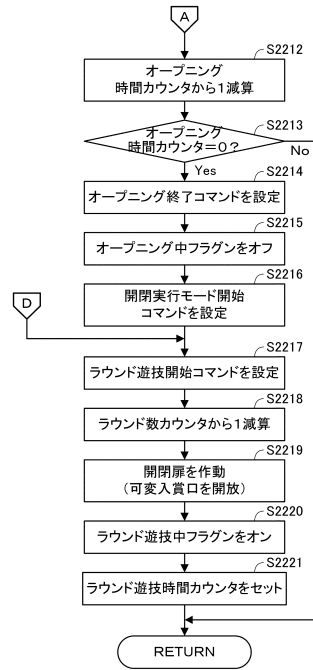 A
S2212
オープニング
時間カウンタから1減算
S2213
オープニング
時間カウンタ=0?
No
Yes
S2214
オープニング終了コマンドを設定
S2215
オープニング中フラグンをオフ
S2216
開閉実行モード開始
コマンドを設定
D
S2217
ラウンド遊技開始コマンドを設定
S2218
ラウンド数カウンタから1減算
S2219
開閉扉を作動
(可変入賞口を開放)
S2220
ラウンド遊技中フラグンをオン
S2221
ラウンド遊技時間カウンタをセット
RETURN